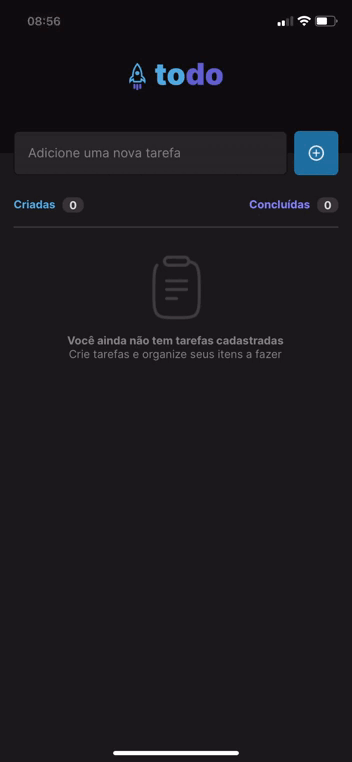 08:56
todo
Adicione uma nova tarefa
Criadas 0 Concluídas 0
Você ainda não tem tarefas cadastradas
Crie tarefas e organize seus itens a fazer